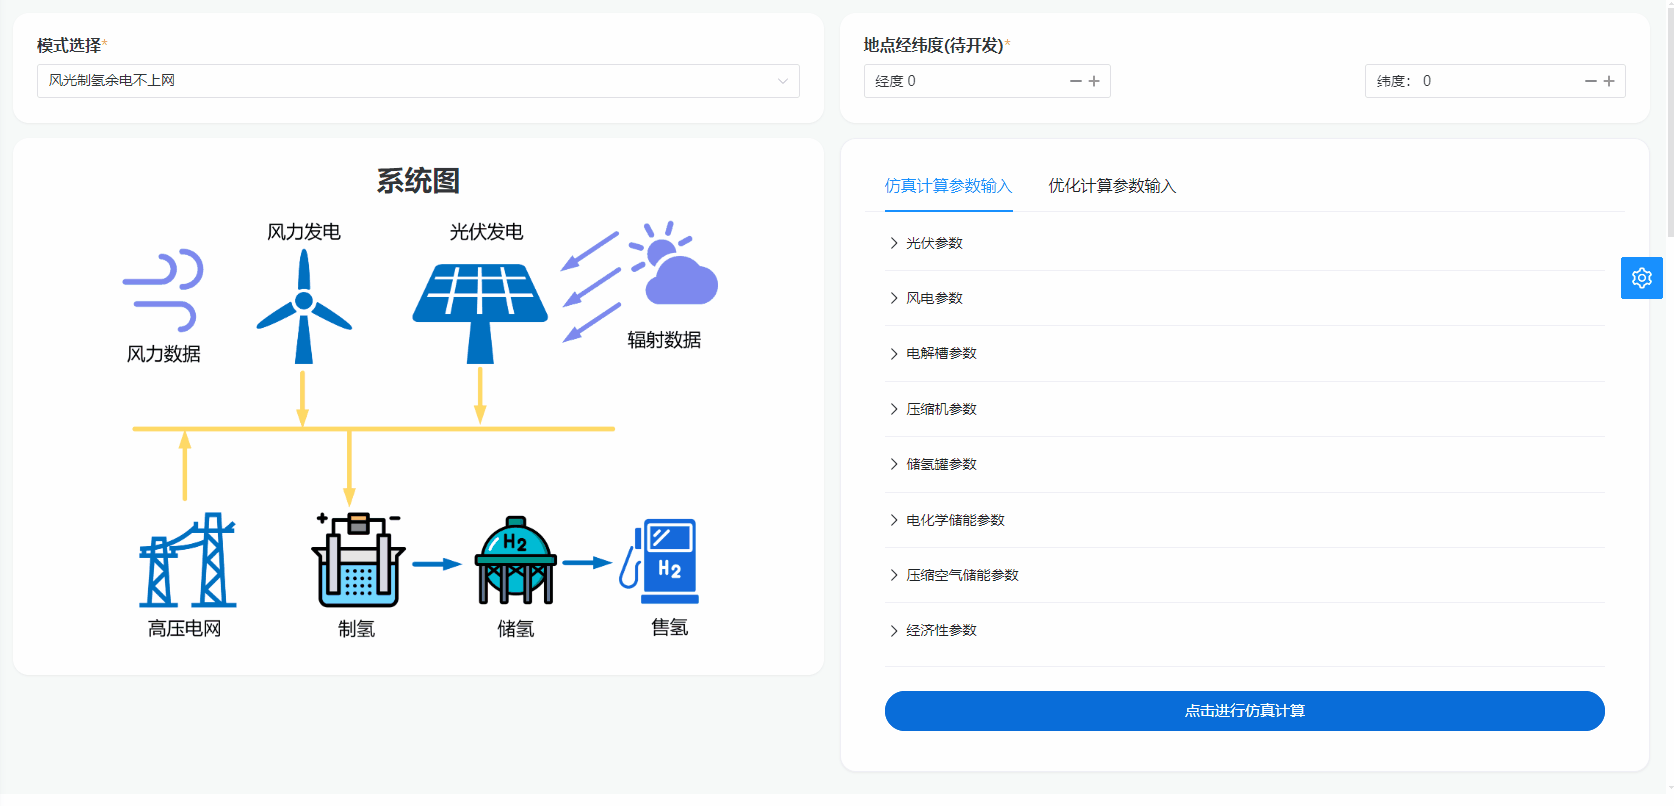 模式选择*
风光制氢余电不上网
地点经纬度(待开发)*
经度 0
纬度： 0
系统图
风力发电
光伏发电
风力数据
辐射数据
H2
H2
高压电网
制氢
储氢
售氢
仿真计算参数输入
优化计算参数输入
光伏参数
风电参数
电解槽参数
压缩机参数
储氢罐参数
电化学储能参数
压缩空气储能参数
经济性参数
点击进行仿真计算